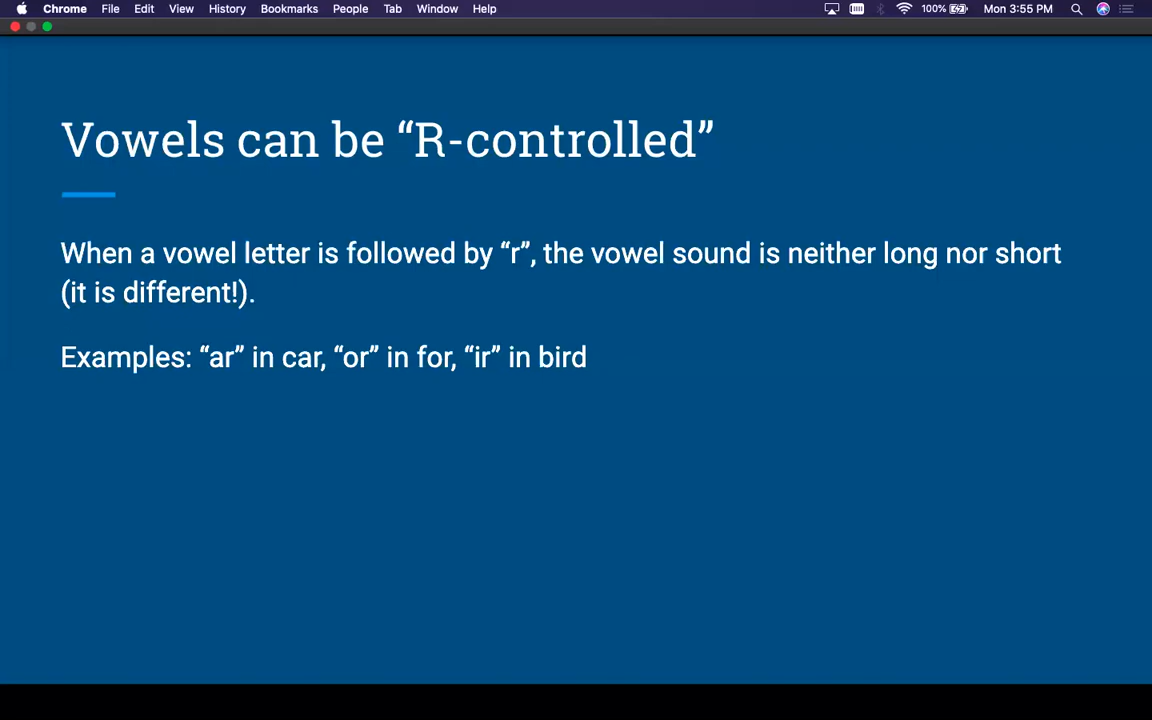 Chrome File Edit View History Bookmarks People Tab Window Help 100% Mon 3:55 PM
Vowels can be “R-controlled”
When a vowel letter is followed by “r”, the vowel sound is neither long nor short
(it is different!).
Examples: “ar” in car, “or” in for, “ir” in bird